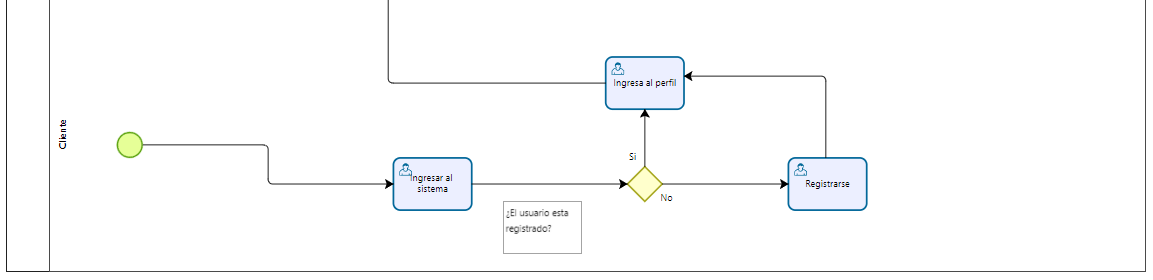 Cliente
Ingresa al perfil
Si
Ingresar al
sistema
No
Registrarse
¿El usuario esta
registrado?